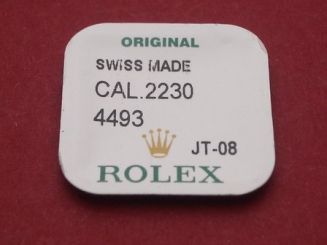 ORIGINAL
SWISS MADE
CAL.2230
4493
JT-08
ROLEX